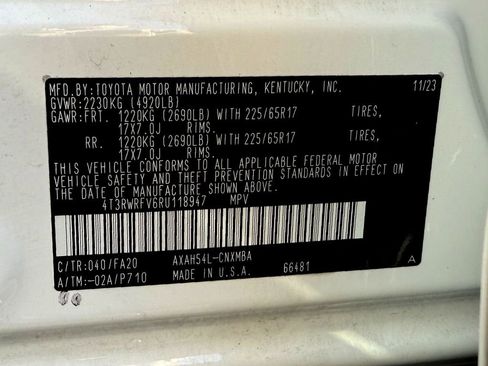 MFD.BY:TOYOTA MOTOR MANUFACTURING, KENTUCKY, INC. 11/23
GVWR:2230KG (4920LB)
GAWR:FRT. 1220KG (2690LB) WITH 225/65R17 TIRES,
17X7.0J RIMS.
RR. 1220KG (2690LB) WITH 225/65R17 TIRES,
17X7.0J RIMS.
THIS VEHICLE CONFORMS TO ALL APPLICABLE FEDERAL MOTOR
VEHICLE SAFETY AND THEFT PREVENTION STANDARDS IN EFFECT ON
THE DATE OF MANUFACTURE SHOWN ABOVE.
4T3RWRFV6RU118947 MPV
C/TR:040/FA20 AXAH54L-CNXMBA
A/TM:-02A/P710 MADE IN U.S.A. 66481 A